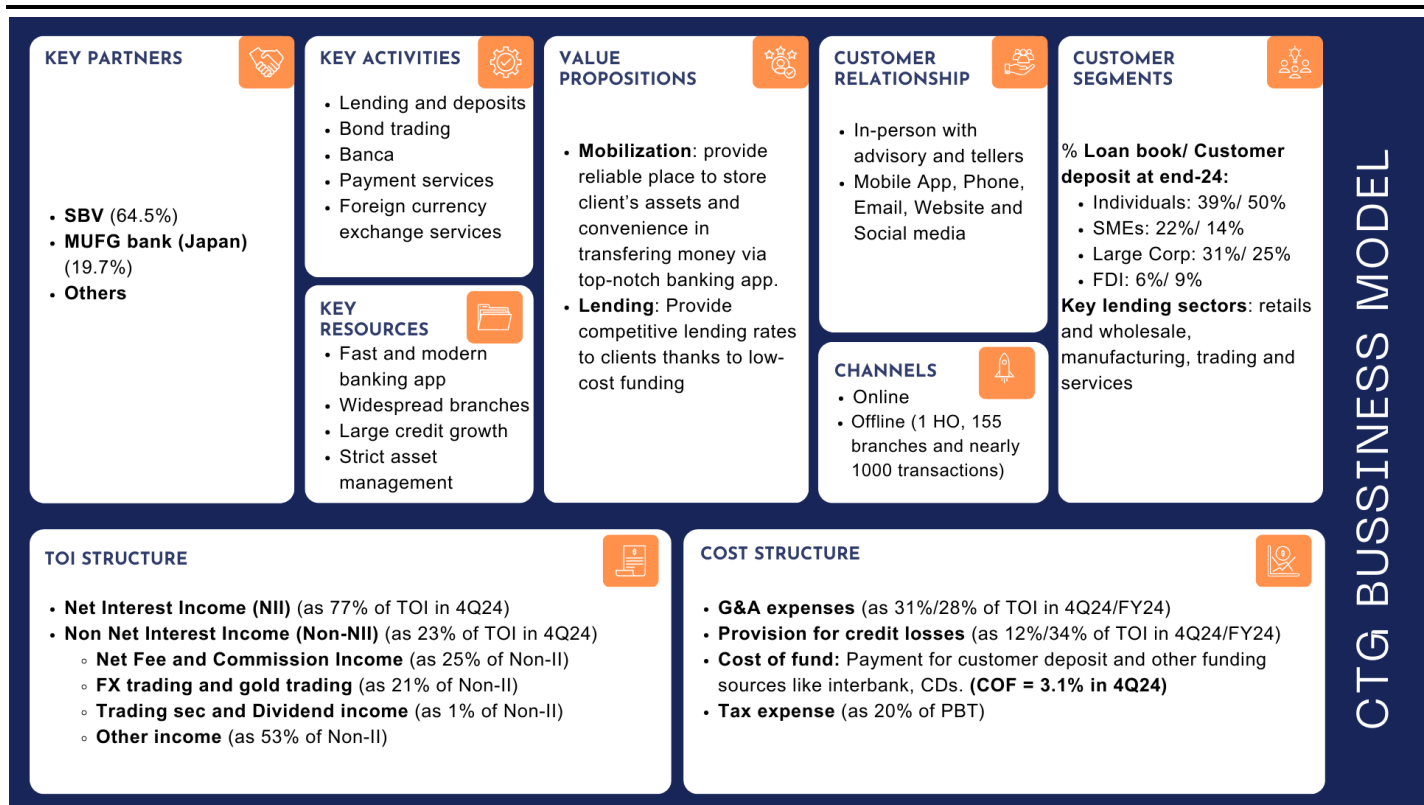 KEY PARTNERS
• SBV (64.5%)
• MUFG bank (Japan)
(19.7%)
• Others
KEY ACTIVITIES
• Lending and deposits
• Bond trading
• Banca
• Payment services
• Foreign currency
exchange services
KEY
RESOURCES
• Fast and modern
banking app
• Widespread branches
• Large credit growth
• Strict asset
management
VALUE
PROPOSITIONS
• Mobilization: provide
reliable place to store
client's assets and
convenience in
transfering money via
top-notch banking app.
• Lending: Provide
competitive lending rates
to clients thanks to low-
cost funding
CUSTOMER
RELATIONSHIP
• In-person with
advisory and tellers
• Mobile App, Phone,
Email, Website and
Social media
CHANNELS
• Online
• Offline (1 HO, 155
branches and nearly
1000 transactions)
CUSTOMER
SEGMENTS
% Loan book/ Customer
deposit at end-24:
• Individuals: 39%/ 50%
• SMEs: 22%/ 14%
• Large Corp: 31%/ 25%
• FDI: 6%/ 9%
Key lending sectors: retails
and wholesale,
manufacturing, trading and
services
TOI STRUCTURE
• Net Interest Income (NII) (as 77% of TOI in 4Q24)
• Non Net Interest Income (Non-NII) (as 23% of TOI in 4Q24)
◦ Net Fee and Commission Income (as 25% of Non-II)
◦ FX trading and gold trading (as 21% of Non-II)
◦ Trading sec and Dividend income (as 1% of Non-II)
◦ Other income (as 53% of Non-II)
COST STRUCTURE
• G&A expenses (as 31%/28% of TOI in 4Q24/FY24)
• Provision for credit losses (as 12%/34% of TOI in 4Q24/FY24)
• Cost of fund: Payment for customer deposit and other funding
sources like interbank, CDs. (COF = 3.1% in 4Q24)
• Tax expense (as 20% of PBT)
CTG BUSSINESS MODEL